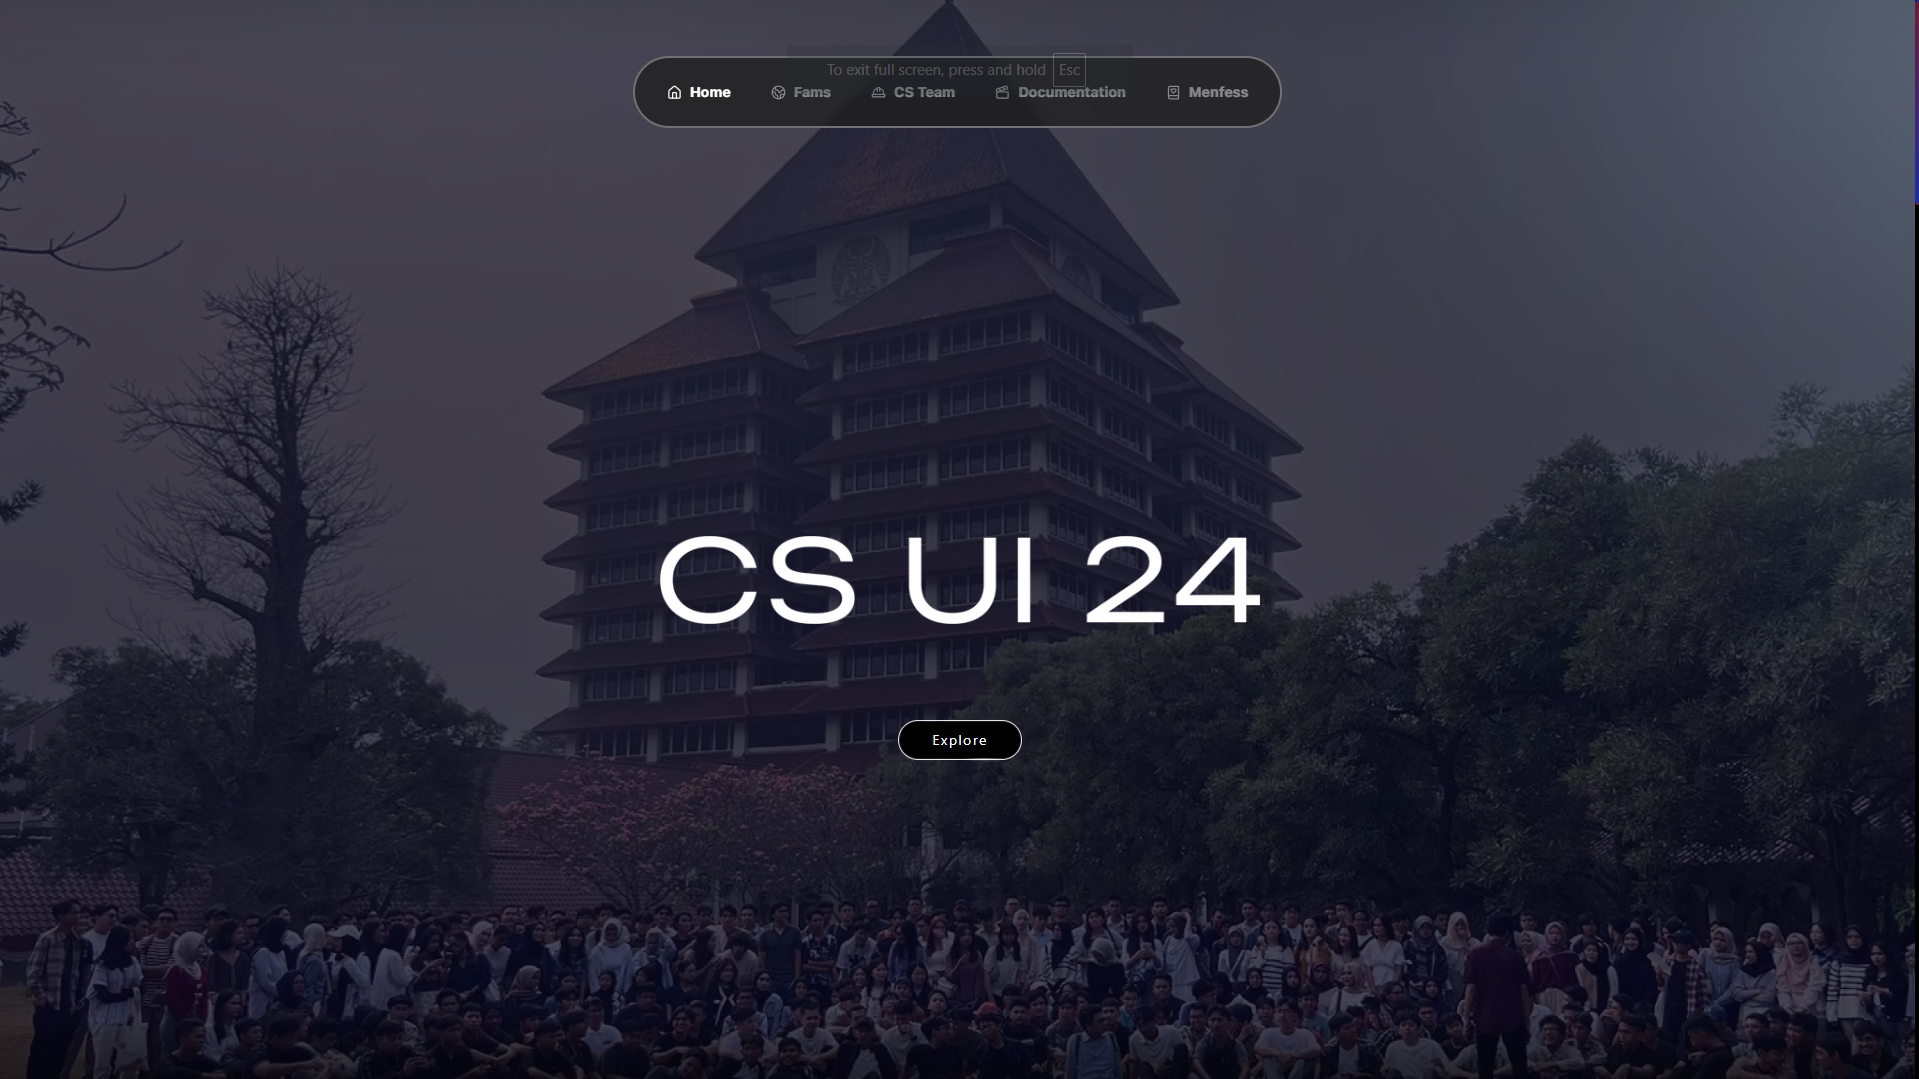 To exit full screen, press and hold Esc
Home Fams CS Team Documentation Menfess
CS UI 24
Explore